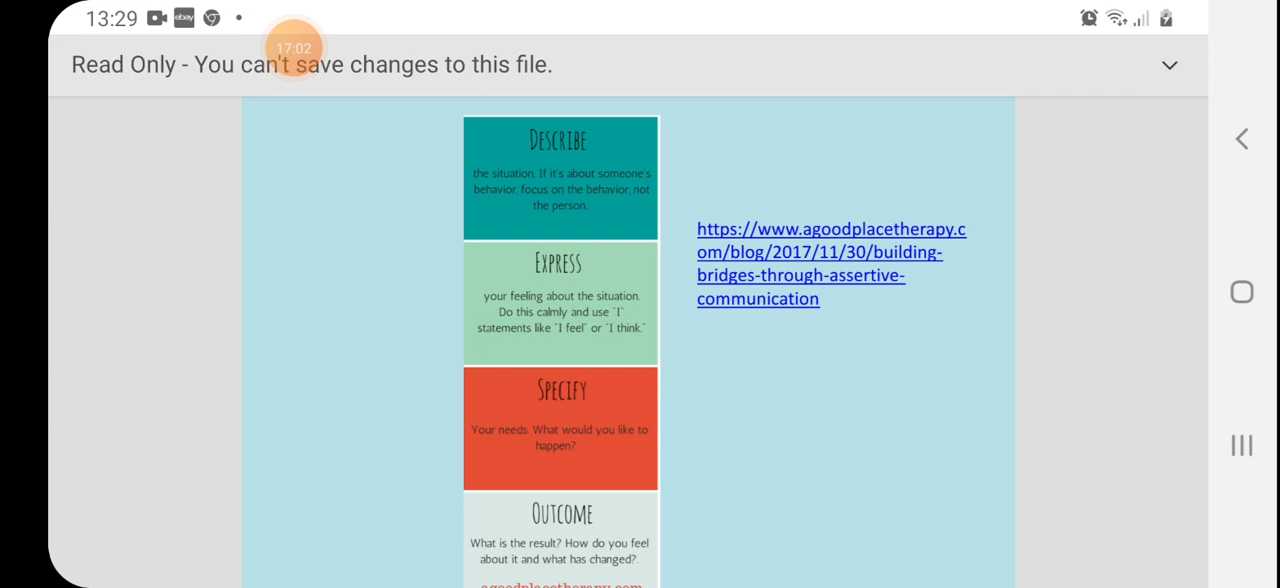 13:29
ebay
17:02
Read Only - You can't save changes to this file.
DESCRIBE
the situation. If it's about someone's
behavior, focus on the behavior, not
the person.
EXPRESS
your feeling about the situation.
Do this calmly and use "I"
statements like "I feel" or "I think."
SPECIFY
Your needs. What would you like to
happen?
OUTCOME
What is the result? How do you feel
about it and what has changed?.
agoodplacetherapy.com
https://www.agoodplacetherapy.c
om/blog/2017/11/30/building-
bridges-through-assertive-
communication